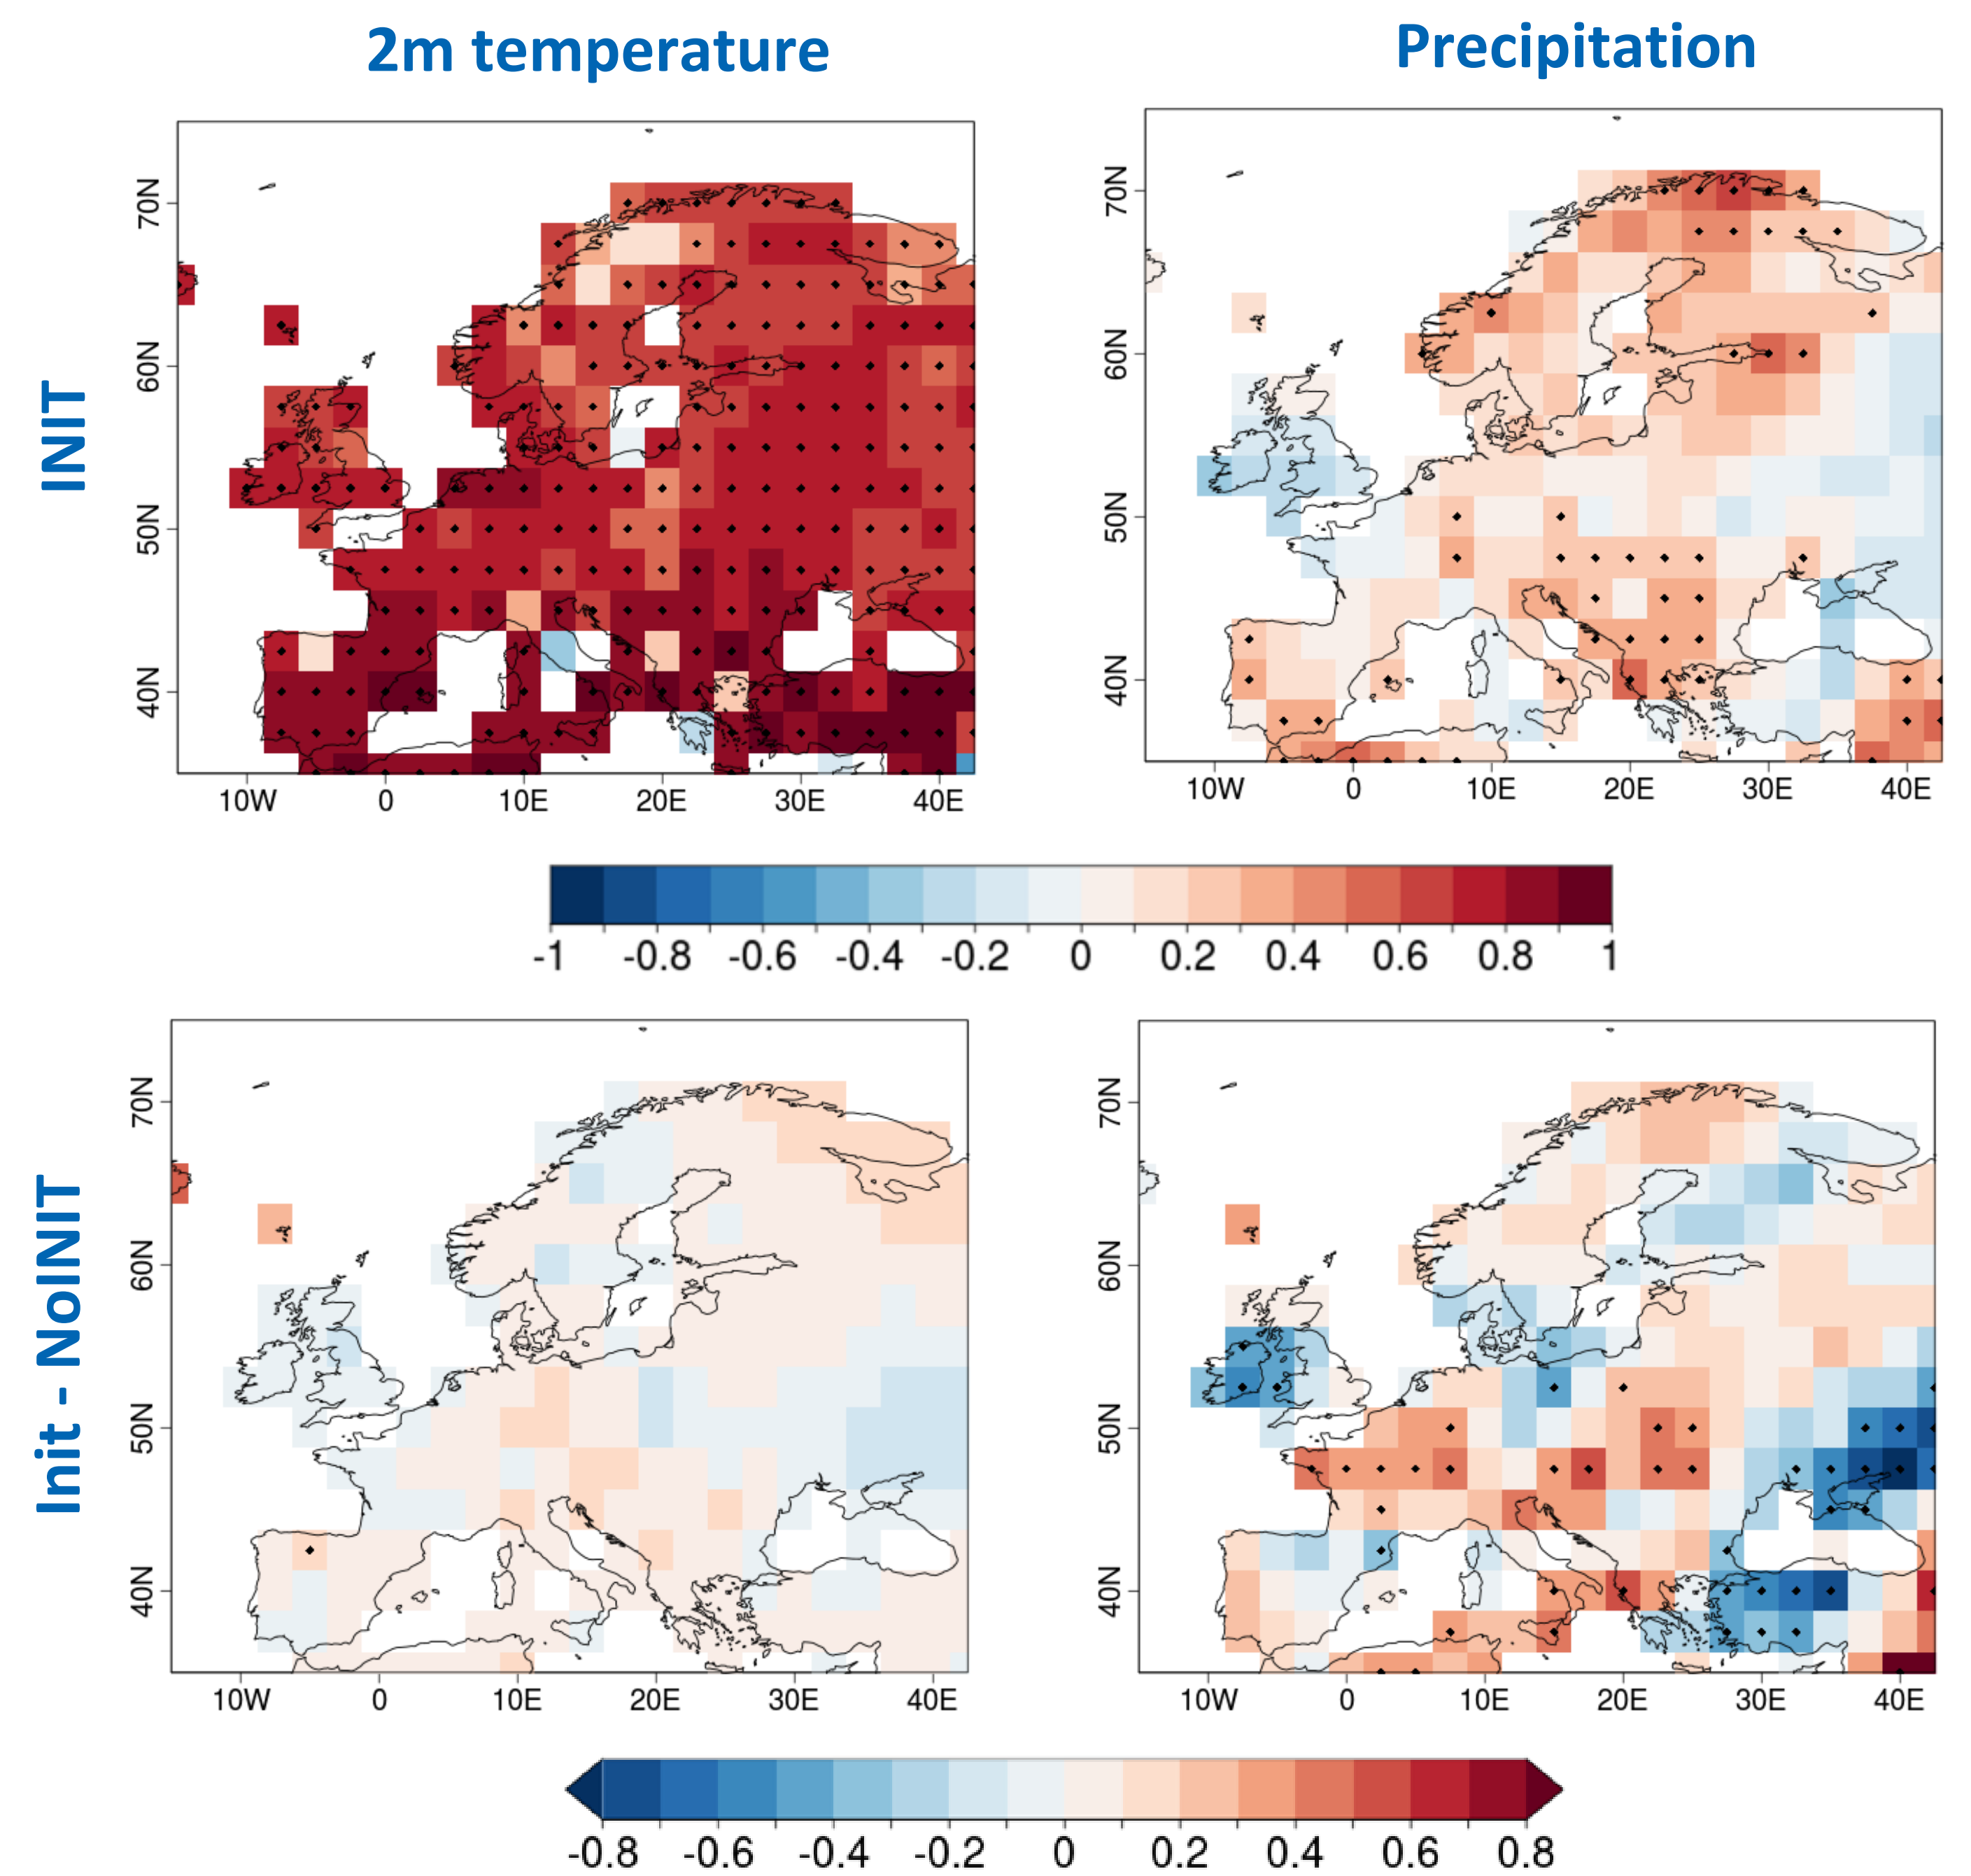 2m temperature
Precipitation
INIT
70N
60N
50N
40N
10W 0 10E 20E 30E 40E
70N
60N
50N
40N
10W 0 10E 20E 30E 40E
-1 -0.8 -0.6 -0.4 -0.2 0 0.2 0.4 0.6 0.8 1
Init - NoINIT
70N
60N
50N
40N
10W 0 10E 20E 30E 40E
70N
60N
50N
40N
10W 0 10E 20E 30E 40E
-0.8 -0.6 -0.4 -0.2 0 0.2 0.4 0.6 0.8